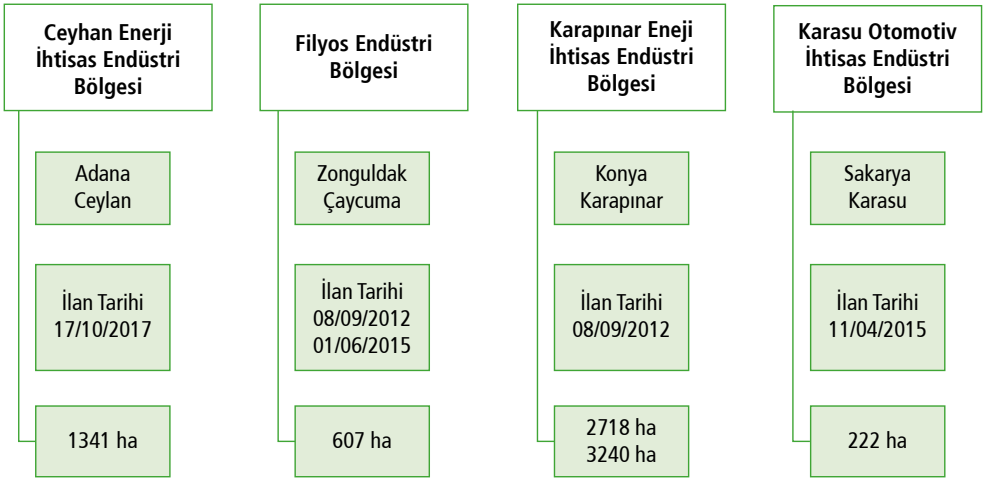 Ceyhan Enerji
İhtisas Endüstri
Bölgesi
Adana
Ceylan
İlan Tarihi
17/10/2017
1341 ha
Filyos Endüstri
Bölgesi
Zonguldak
Çaycuma
İlan Tarihi
08/09/2012
01/06/2015
607 ha
Karapınar Eneji
İhtisas Endüstri
Bölgesi
Konya
Karapınar
İlan Tarihi
08/09/2012
2718 ha
3240 ha
Karasu Otomotiv
İhtisas Endüstri
Bölgesi
Sakarya
Karasu
İlan Tarihi
11/04/2015
222 ha